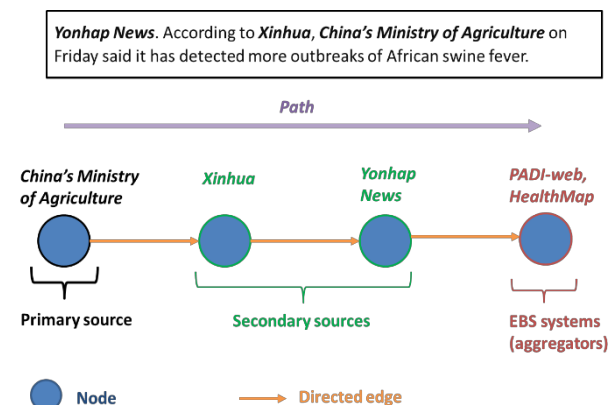 Yonhap News. According to Xinhua, China's Ministry of Agriculture on
Friday said it has detected more outbreaks of African swine fever.
Path
China's Ministry
of Agriculture
Xinhua
Yonhap
News
PADI-web,
HealthMap
Primary source
Secondary sources
EBS systems
(aggregators)
Node
Directed edge